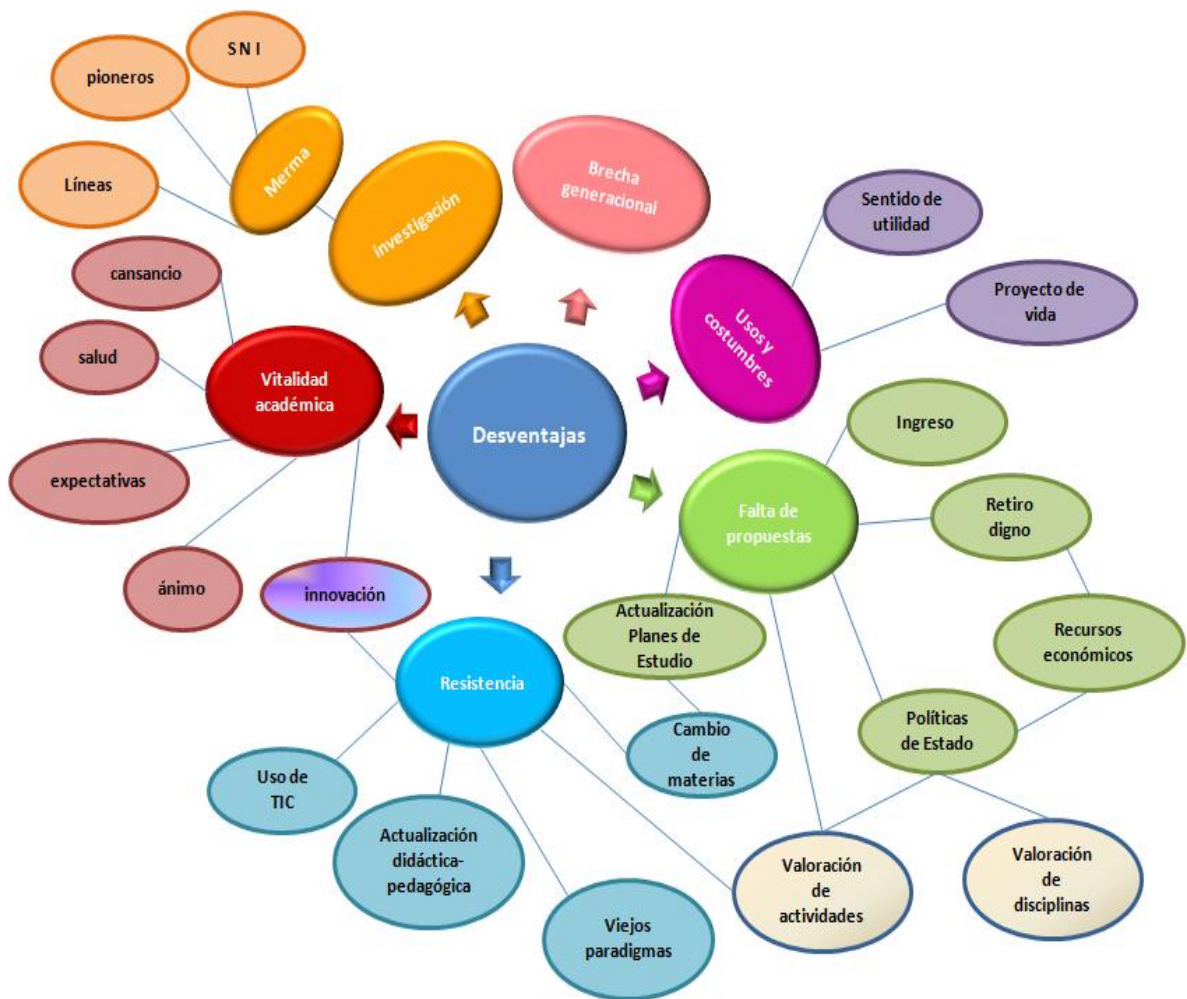 S N I
pioneros
Líneas
Merma
investigación
Brecha
generacional
Sentido de
utilidad
Proyecto de
vida
Usos y
costumbres
cansancio
salud
Vitalidad
académica
expectativas
ánimo
innovación
Desventajas
Ingreso
Falta de
propuestas
Retiro
digno
Actualización
Planes de
Estudio
Recursos
económicos
Políticas
de Estado
Resistencia
Cambio
de
materias
Uso de
TIC
Actualización
didáctica-
pedagógica
Viejos
paradigmas
Valoración
de
actividades
Valoración
de
disciplinas